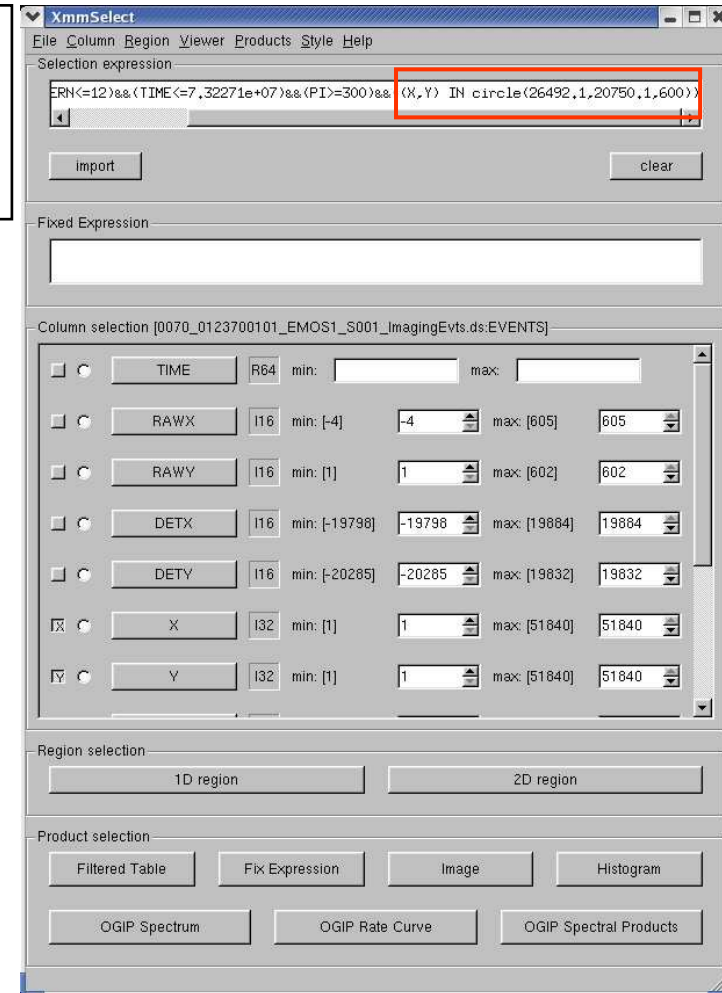 XmmSelect
File Column Region Viewer Products Style Help
Selection expression
ERN<=12)&&(TIME<=7.32271e+07)&&(PI>=300)&&((X,Y) IN circle(26492.1,20750.1,600))
import clear
Fixed Expression
Column selection [0070_0123700101_EMOS1_S001_ImagingEvts.ds:EVENTS]
TIME R64 min: max:
RAWX I16 min: [-4] -4 max: [605] 605
RAWY I16 min: [1] 1 max: [602] 602
DETX I16 min: [-19798] -19798 max: [19884] 19884
DETY I16 min: [-20285] -20285 max: [19832] 19832
X X I32 min: [1] 1 max: [51840] 51840
Y Y I32 min: [1] 1 max: [51840] 51840
Region selection
1D region 2D region
Product selection
Filtered Table Fix Expression Image Histogram
OGIP Spectrum OGIP Rate Curve OGIP Spectral Products